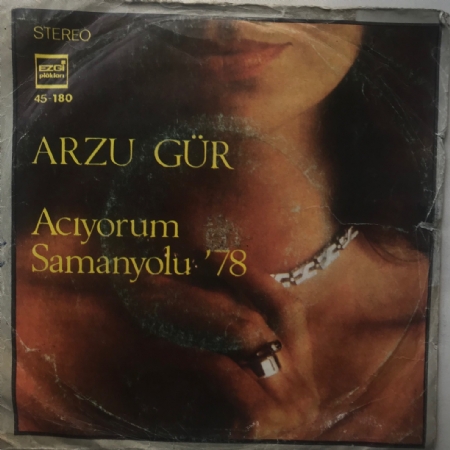 STEREO
EZGİ
plakları
45-180
ARZU GÜR
Acıyorum
Samanyolu '78